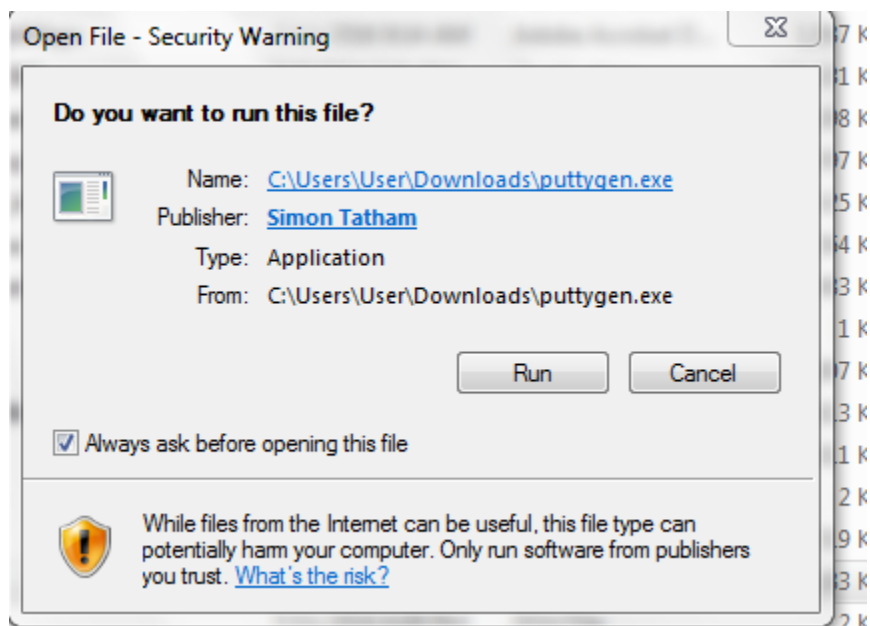 Open File - Security Warning
Do you want to run this file?
Name: C:\Users\User\Downloads\puttygen.exe
Publisher: Simon Tatham
Type: Application
From: C:\Users\User\Downloads\puttygen.exe
Run Cancel
Always ask before opening this file
While files from the Internet can be useful, this file type can
potentially harm your computer. Only run software from publishers
you trust. What's the risk?